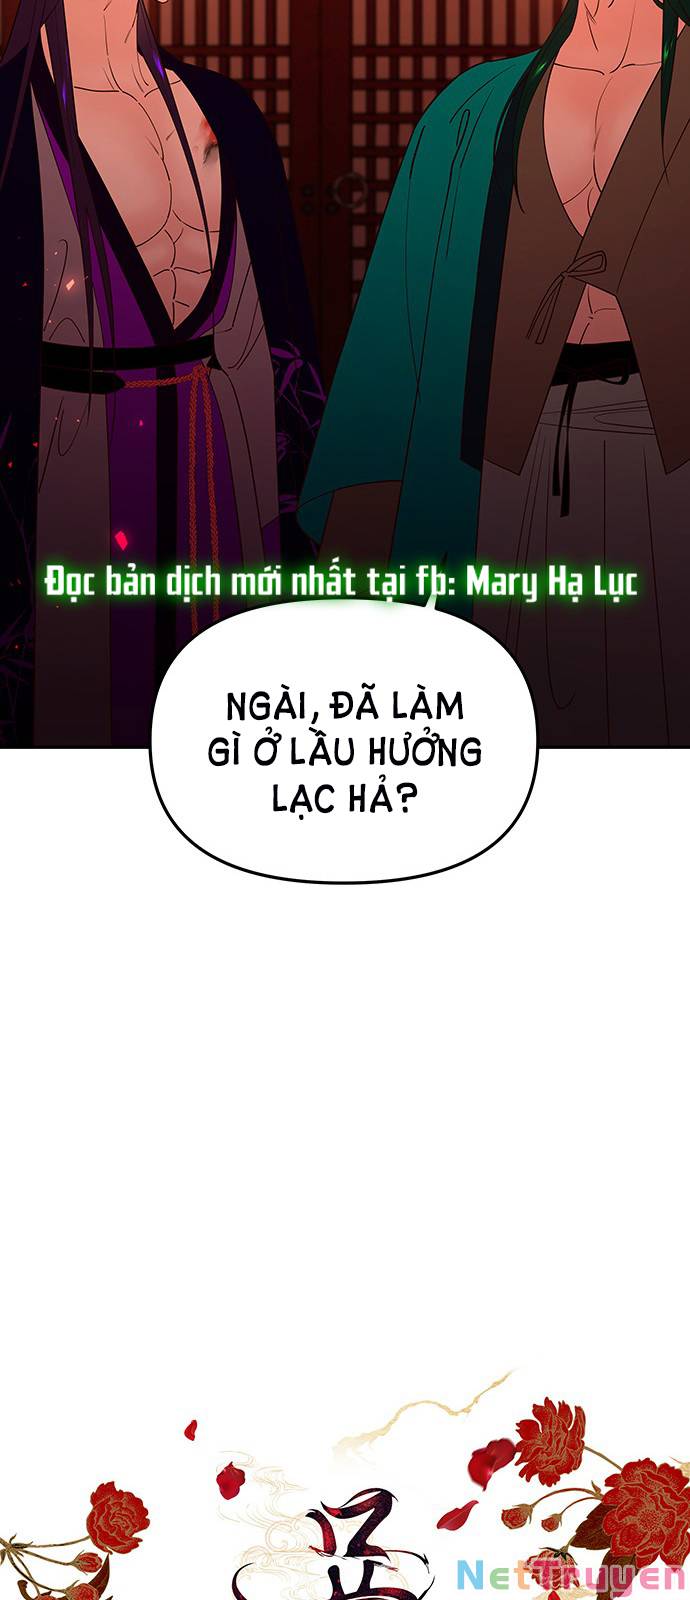 Đọc bản dịch mới nhất tại fb: Mary Hạ Lục
NGÀI, ĐÃ LÀM
GÌ Ở LẦU HƯỞNG
LẠC HẢ?
NetTruyen